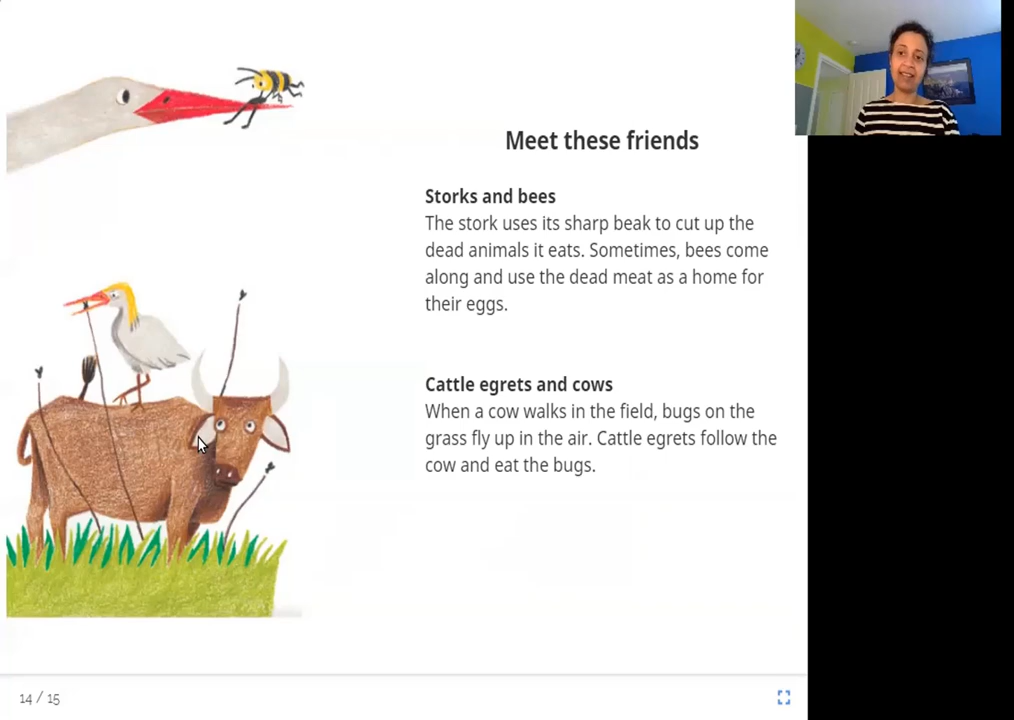 Meet these friends
Storks and bees
The stork uses its sharp beak to cut up the
dead animals it eats. Sometimes, bees come
along and use the dead meat as a home for
their eggs.
Cattle egrets and cows
When a cow walks in the field, bugs on the
grass fly up in the air. Cattle egrets follow the
cow and eat the bugs.
14 / 15